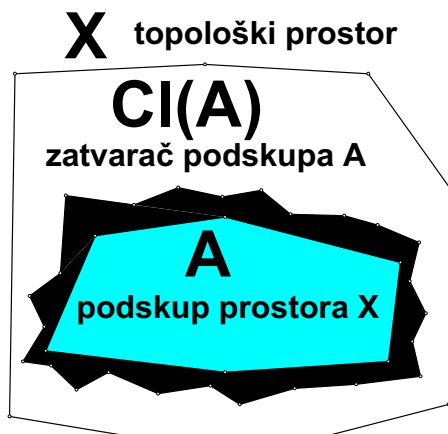 X topološki prostor
Cl(A)
zatvarač podskupa A
A
podskup prostora X